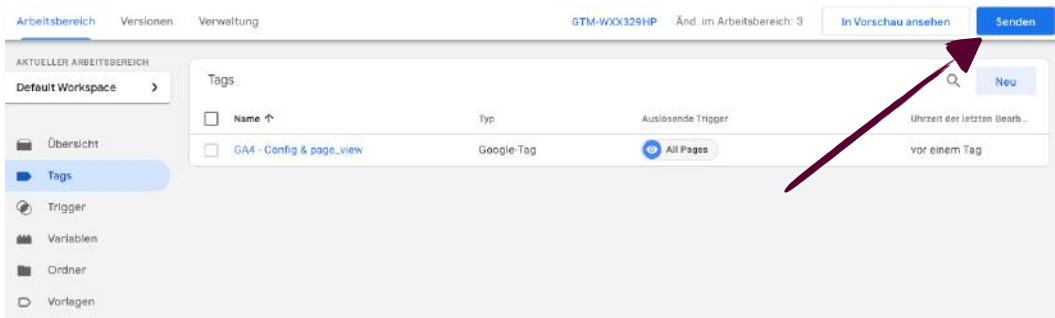 Arbeitsbereich Versionen Verwaltung GTM-WXX329HP Änd. im Arbeitsbereich: 3 In Vorschau ansehen Senden
AKTUELLER ARBEITSBEREICH
Default Workspace
Tags Neu
Name Typ Auslösende Trigger Uhrzeit der letzten Bearb...
GA4 - Config & page_view Google-Tag All Pages vor einem Tag
Übersicht
Tags
Trigger
Variablen
Ordner
Vorlagen